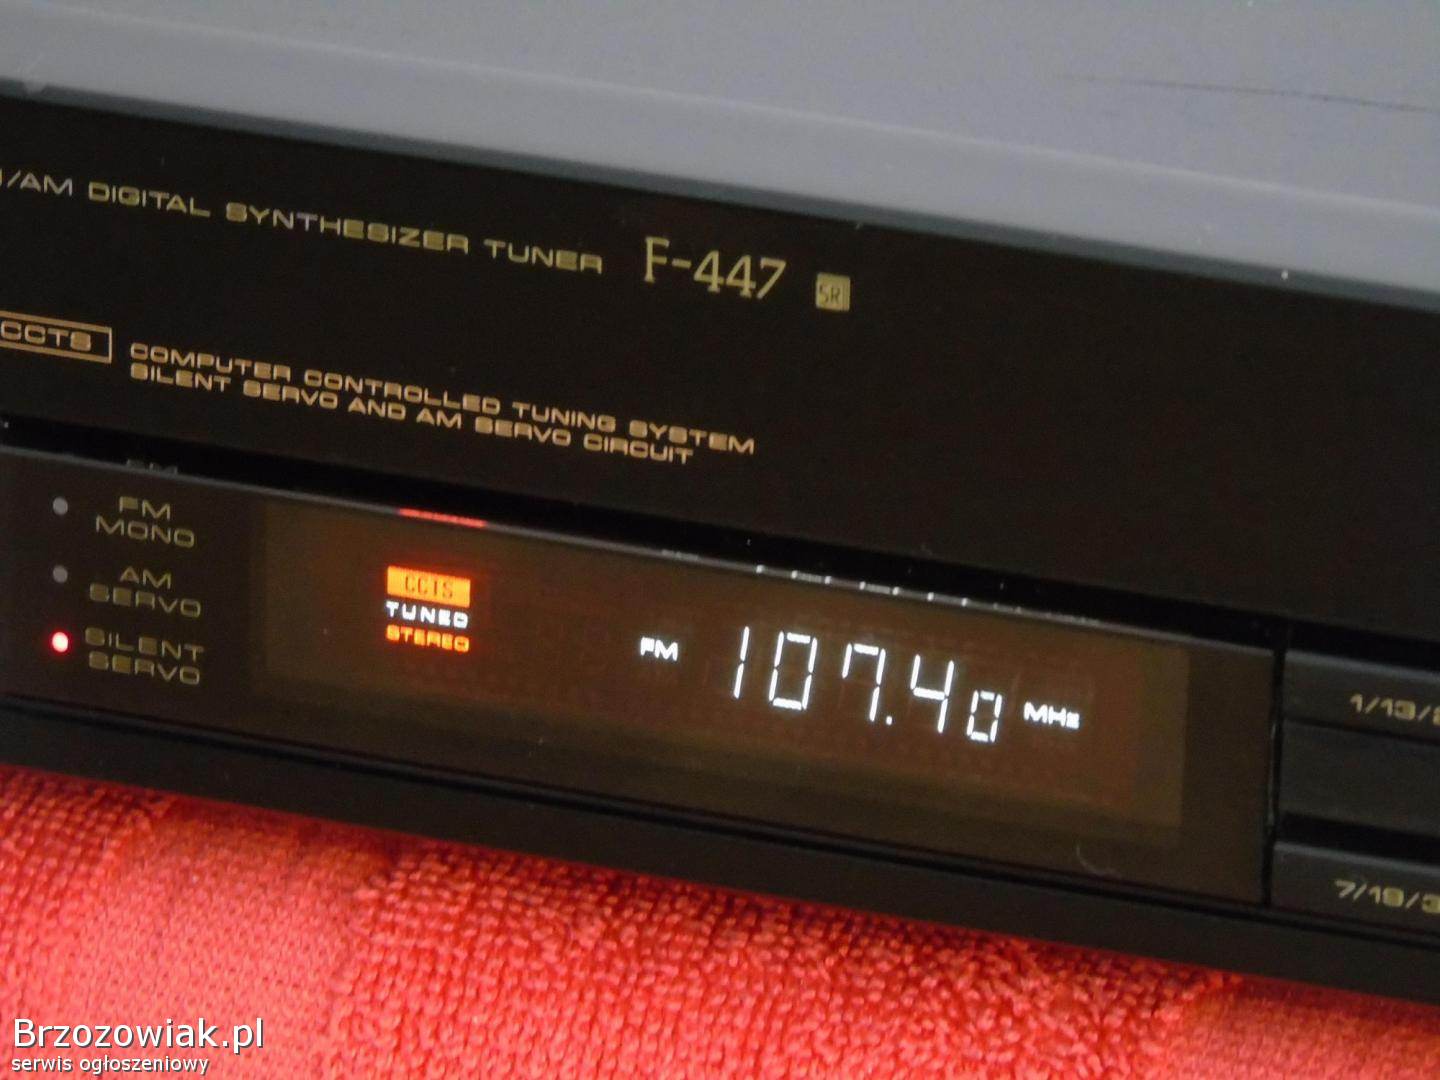 /AM DIGITAL SYNTHESIZER TUNER F-447 SR
CCTS
COMPUTER CONTROLLED TUNING SYSTEM
SILENT SERVO AND AM SERVO CIRCUIT
FM
MONO
AM
SERVO
SILENT
SERVO
CCTS
TUNED
STEREO
FM 107.40 MHz
1/13/2
7/19/3
Brzozowiak.pl
serwis ogłoszeniowy